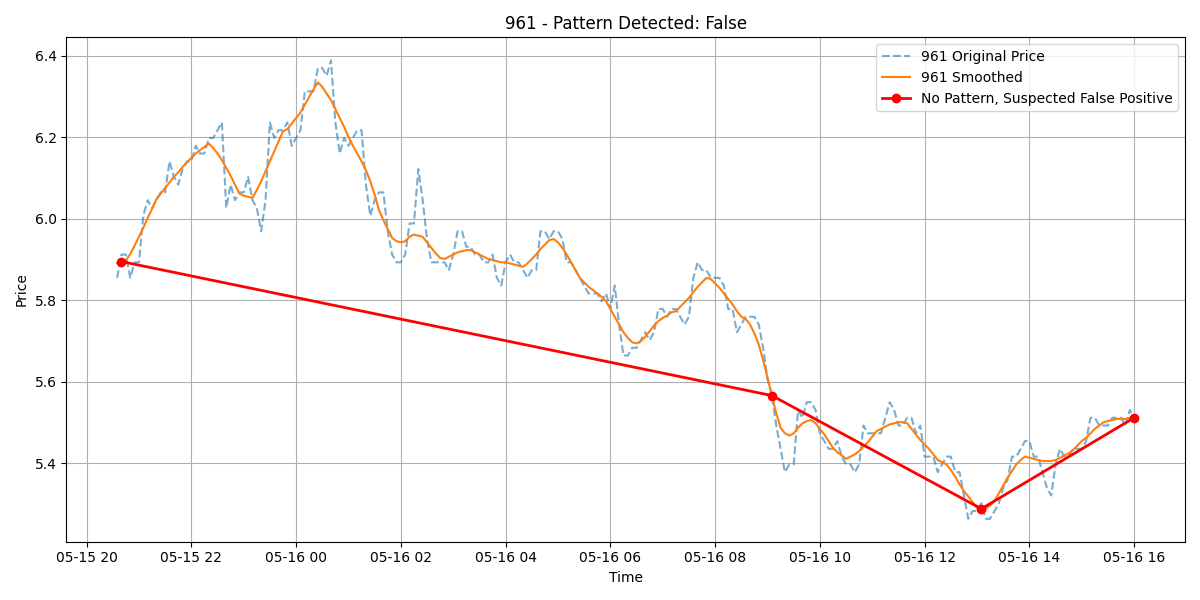 961 - Pattern Detected: False
961 Original Price
961 Smoothed
No Pattern, Suspected False Positive
Price
6.4
6.2
6.0
5.8
5.6
5.4
05-15 20 05-15 22 05-16 00 05-16 02 05-16 04 05-16 06 05-16 08 05-16 10 05-16 12 05-16 14 05-16 16
Time